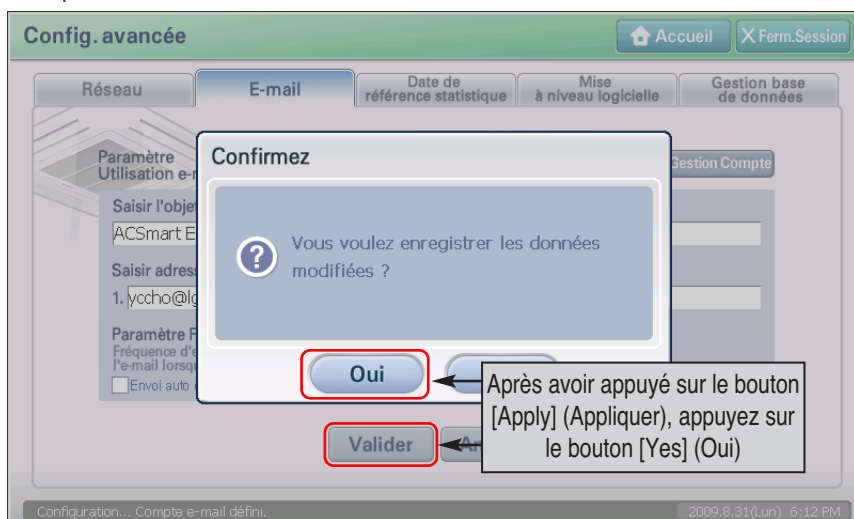 Config. avancée
Accueil
X Ferm.Session
Réseau
E-mail
Date de
référence statistique
Mise
à niveau logicielle
Gestion base
de données
Paramètre
Utilisation e-
Gestion Compte
Confirmez
Saisir l'obje
ACSmart E
Vous voulez enregistrer les données
modifiées ?
Saisir adres
1. yccho@lg
Paramètre F
Fréquence d'e
l'e-mail lorsq
Envoi auto
Oui
Après avoir appuyé sur le bouton
[Apply] (Appliquer), appuyez sur
le bouton [Yes] (Oui)
Valider
Configuration... Compte e-mail défini.
2009.8.31(Lun) 6:12 PM